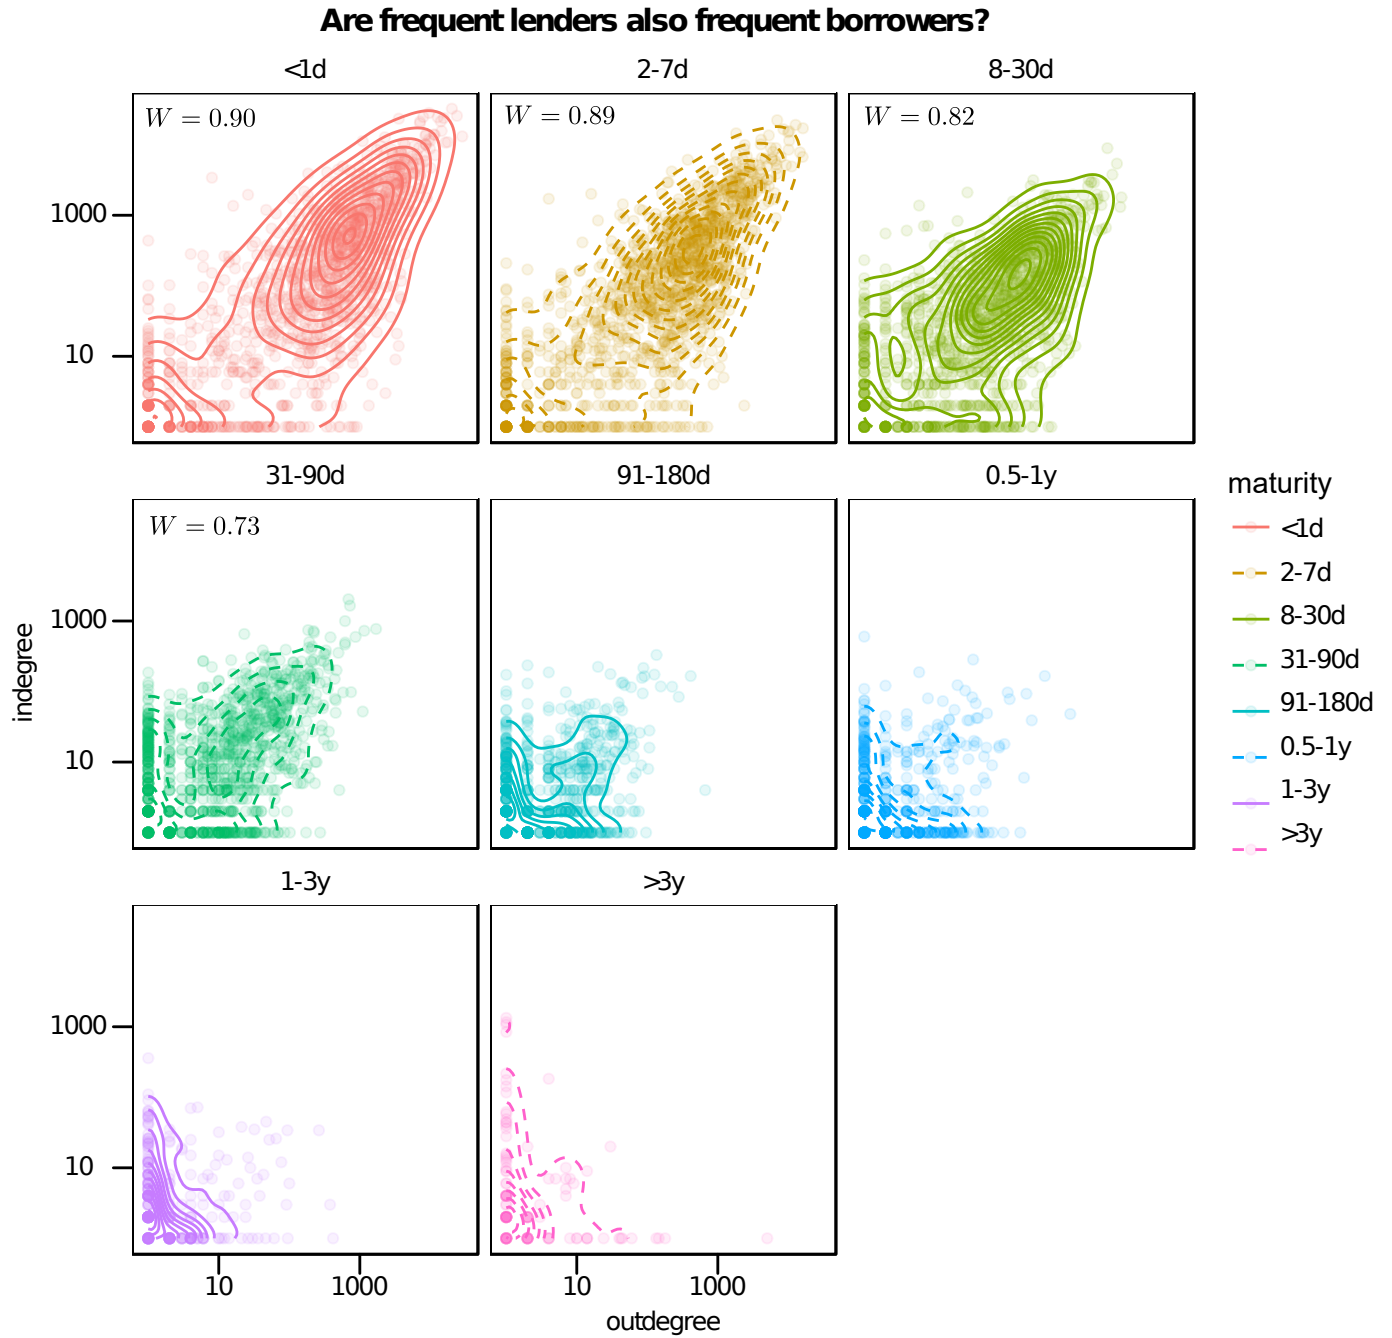 Are frequent lenders also frequent borrowers?
<1d
2-7d
8-30d
W = 0.90
W = 0.89
W = 0.82
1000
10
31-90d
91-180d
0.5-1y
W = 0.73
1000
10
indegree
maturity
<1d
2-7d
8-30d
31-90d
91-180d
0.5-1y
1-3y
>3y
1-3y
>3y
1000
10
10
1000
10
1000
outdegree